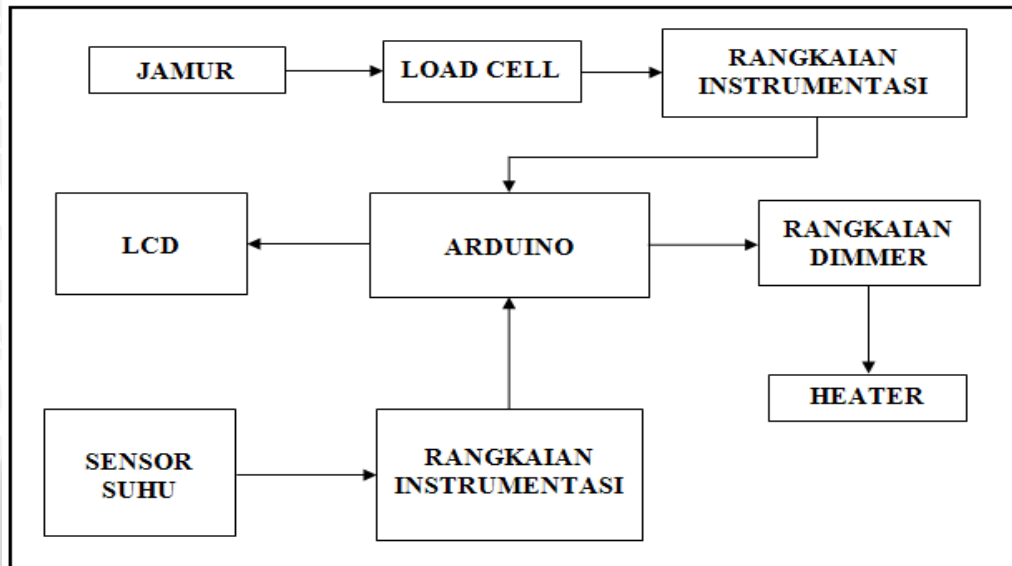 JAMUR
LOAD CELL
RANGKAIAN
INSTRUMENTASI
LCD
ARDUINO
RANGKAIAN
DIMMER
HEATER
SENSOR
SUHU
RANGKAIAN
INSTRUMENTASI